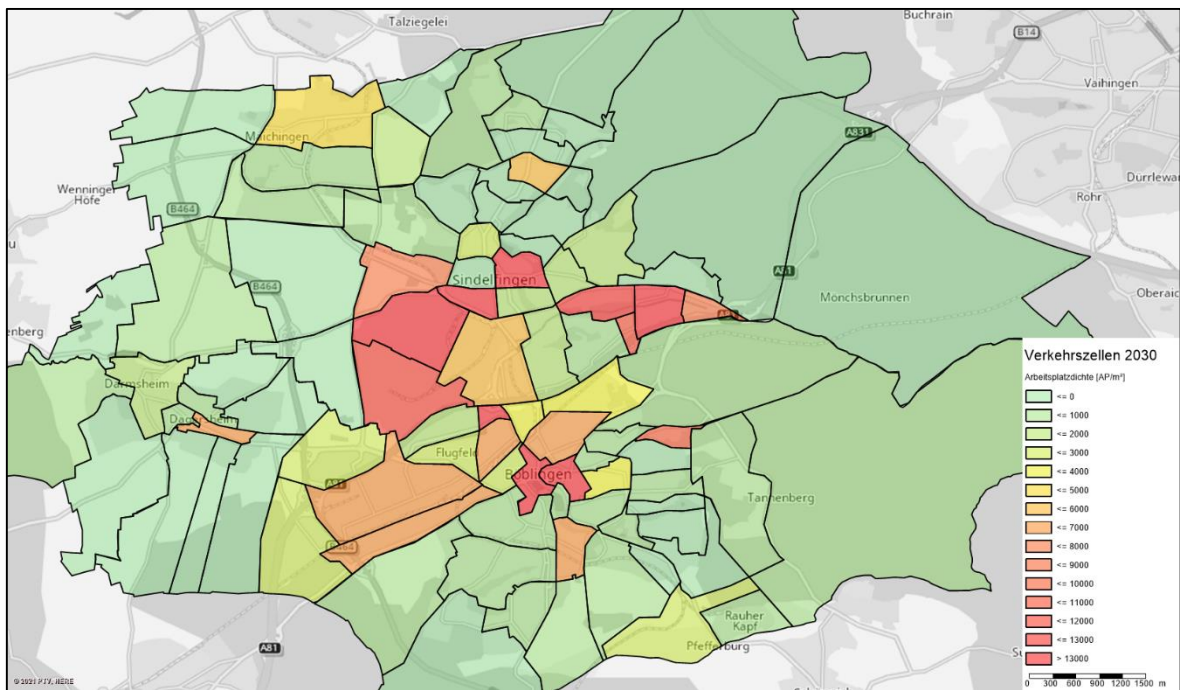 Talziegelei
Buchrain
B14
Vaihingen
A831
Maichingen
Dürrlewar
Wenninger
Höfe
B464
Rohr
u
Sindelfingen
A81
B464
Mönchsbrunnen
Oberaic
enberg
Darmsheim
Dagersheim
Flugfeld
Böblingen
A81
Tannenberg
B464
Rauher
Kapf
Pfefferburg
A81
Verkehrszellen 2030
Arbeitsplatzdichte [AP/m²]
<= 0
<= 1000
<= 2000
<= 3000
<= 4000
<= 5000
<= 6000
<= 7000
<= 8000
<= 9000
<= 10000
<= 11000
<= 12000
<= 13000
> 13000
0 300 600 900 1200 1500 m
© 2021 PTV, HERE